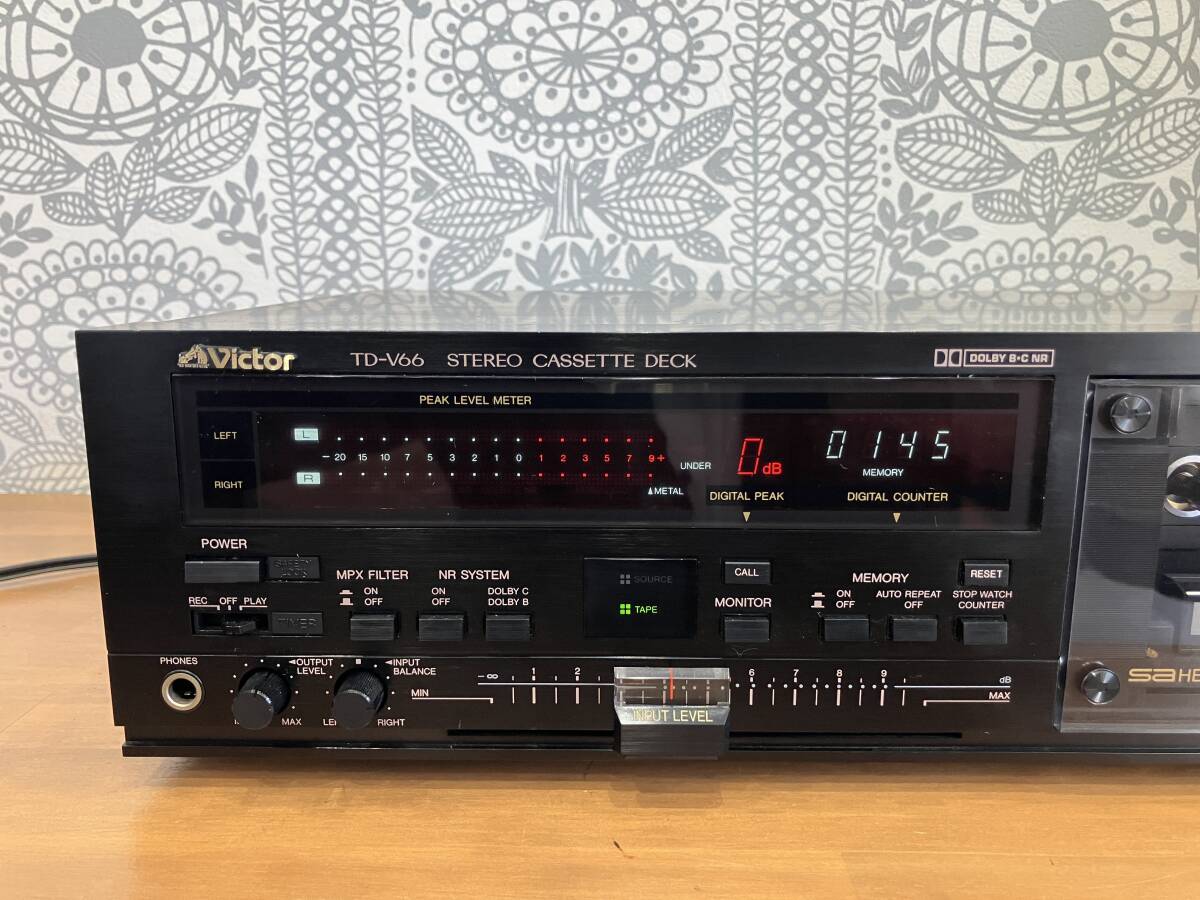 Victor TD-V66 STEREO CASSETTE DECK DOLBY B•C NR
PEAK LEVEL METER
LEFT
L
- 20 15 10 7 5 3 2 1 0 1 2 3 5 7 9+
RIGHT
R
UNDER
▲METAL
0 dB
DIGITAL PEAK
0145
MEMORY
DIGITAL COUNTER
POWER
SAFETY LOCK
REC OFF PLAY
TIMER
MPX FILTER
ON
OFF
NR SYSTEM
ON
OFF
DOLBY C
DOLBY B
SOURCE
TAPE
CALL
MONITOR
MEMORY
ON
OFF
AUTO REPEAT
OFF
RESET
STOP WATCH
COUNTER
PHONES
OUTPUT
LEVEL
MAX
INPUT
BALANCE
RIGHT
MIN
-∞ 1 2 6 7 8 9 dB
MAX
INPUT LEVEL
SA